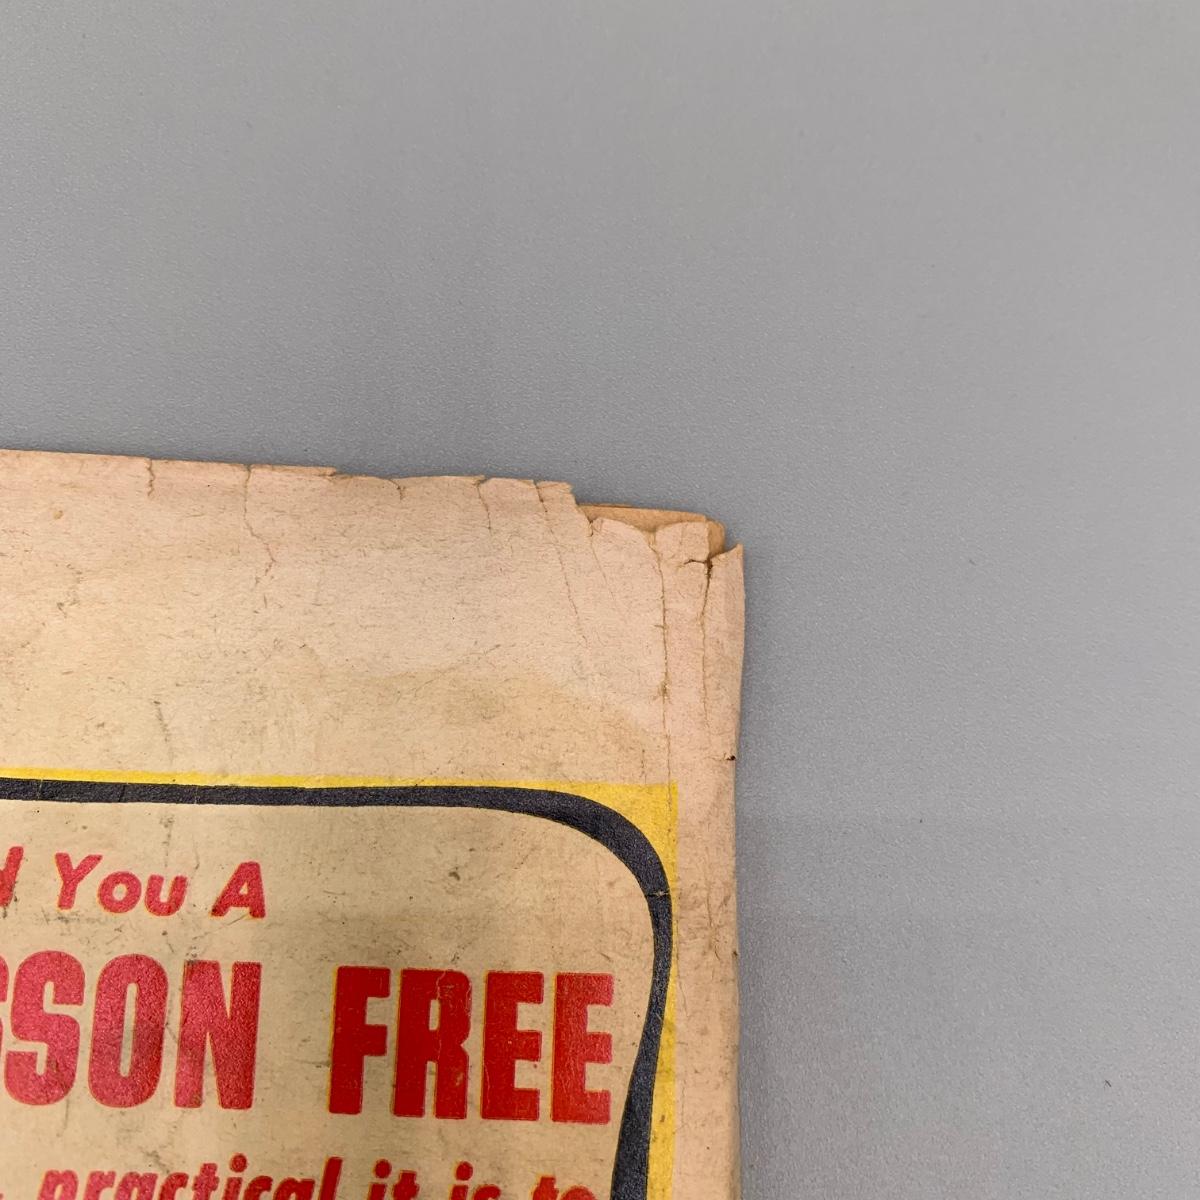 You A
SSON FREE
practical it is to